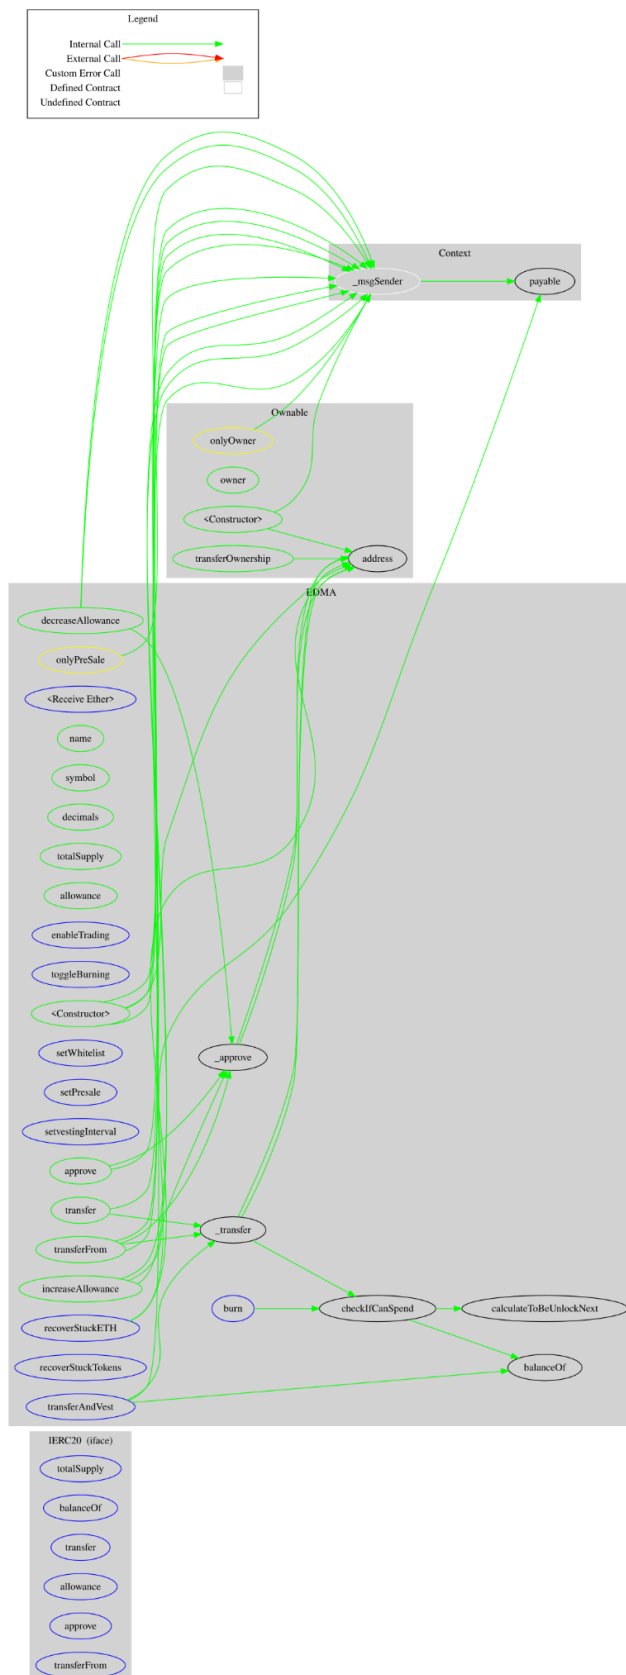 Legend
Internal Call
External Call
Custom Error Call
Defined Contract
Undefined Contract
Context
_msgSender
payable
Ownable
onlyOwner
owner
<Constructor>
transferOwnership
address
EDMA
decreaseAllowance
onlyPreSale
<Receive Ether>
name
symbol
decimals
totalSupply
allowance
enableTrading
toggleBurning
<Constructor>
setWhitelist
_approve
setPresale
setvestingInterval
approve
transfer
_transfer
transferFrom
increaseAllowance
burn
checkIfCanSpend
calculateToBeUnlockNext
recoverStuckETH
recoverStuckTokens
balanceOf
transferAndVest
IERC20 (iface)
totalSupply
balanceOf
transfer
allowance
approve
transferFrom